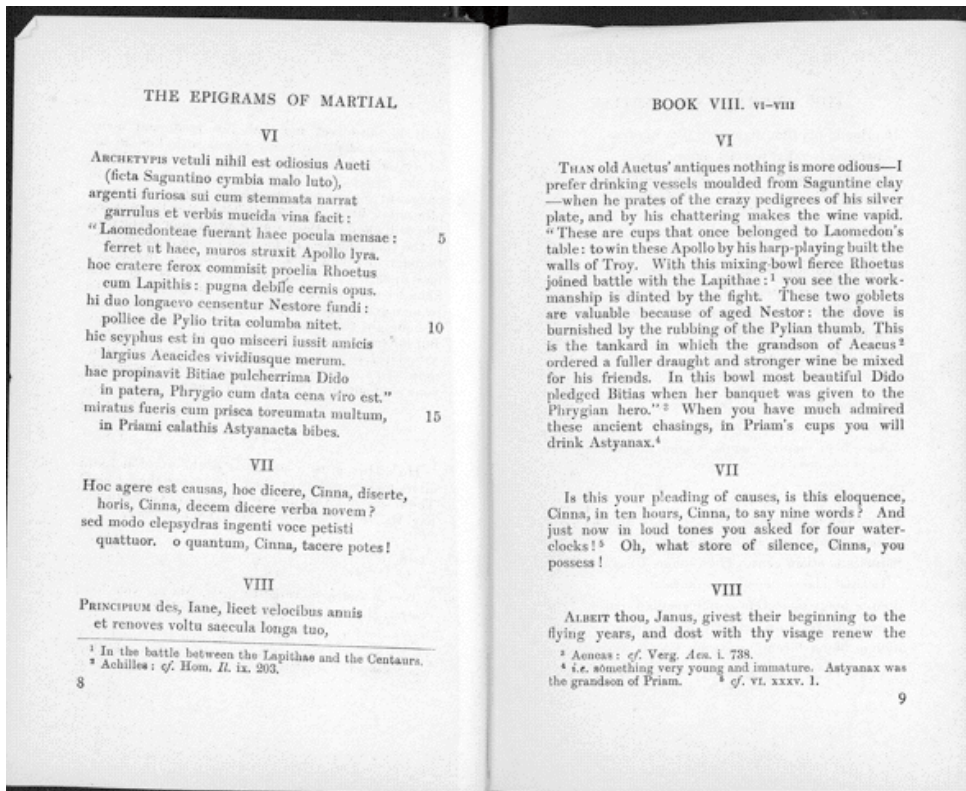 THE EPIGRAMS OF MARTIAL
VI
ARCHETYPIS vetuli nihil est odiosius Aucti
(ficta Saguntino cymbia malo luto),
argenti furiosa sui cum stemmata narrat
garrulus et verbis mucida vina facit:
"Laomedonteae fuerant haec pocula mensae: 5
ferret ut haec, muros struxit Apollo lyra.
hoc cratere ferox commisit proelia Rhoetus
cum Lapithis: pugna debile cernis opus.
hi duo longaevo censentur Nestore fundi:
pollice de Pylio trita columba nitet. 10
hic scyphus est in quo misceri iussit amicis
largius Aeacides vividiusque merum.
hac propinavit Bitiae pulcherrima Dido
in patera, Phrygio cum data cena viro est."
miratus fueris cum prisca toreumata multum, 15
in Priami calathis Astyanacta bibes.
VII
HOC agere est causas, hoc dicere, Cinna, diserte,
horis, Cinna, decem dicere verba novem?
sed modo clepsydras ingenti voce petisti
quattuor. o quantum, Cinna, tacere potes!
VIII
PRINCIPIUM des, Iane, licet velocibus annis
et renoves voltu saecula longa tuo,
¹ In the battle between the Lapithae and the Centaurs.
² Achilles: cf. Hom. Il. ix. 203.
8
BOOK VIII. VI-VIII
VI
THAN old Auctus' antiques nothing is more odious—I
prefer drinking vessels moulded from Saguntine clay
—when he prates of the crazy pedigrees of his silver
plate, and by his chattering makes the wine vapid.
"These are cups that once belonged to Laomedon's
table: to win these Apollo by his harp-playing built the
walls of Troy. With this mixing-bowl fierce Rhoetus
joined battle with the Lapithae:¹ you see the work-
manship is dinted by the fight. These two goblets
are valuable because of aged Nestor: the dove is
burnished by the rubbing of the Pylian thumb. This
is the tankard in which the grandson of Aeacus²
ordered a fuller draught and stronger wine be mixed
for his friends. In this bowl most beautiful Dido
pledged Bitias when her banquet was given to the
Phrygian hero."³ When you have much admired
these ancient chasings, in Priam's cups you will
drink Astyanax.⁴
VII
Is this your pleading of causes, is this eloquence,
Cinna, in ten hours, Cinna, to say nine words? And
just now in loud tones you asked for four water-
clocks!⁵ Oh, what store of silence, Cinna, you
possess!
VIII
ALBEIT thou, Janus, givest their beginning to the
flying years, and dost with thy visage renew the
³ Aeneas: cf. Verg. Aen. i. 738.
⁴ i.e. something very young and immature. Astyanax was
the grandson of Priam. ⁵ cf. VI. xxxv. 1.
9